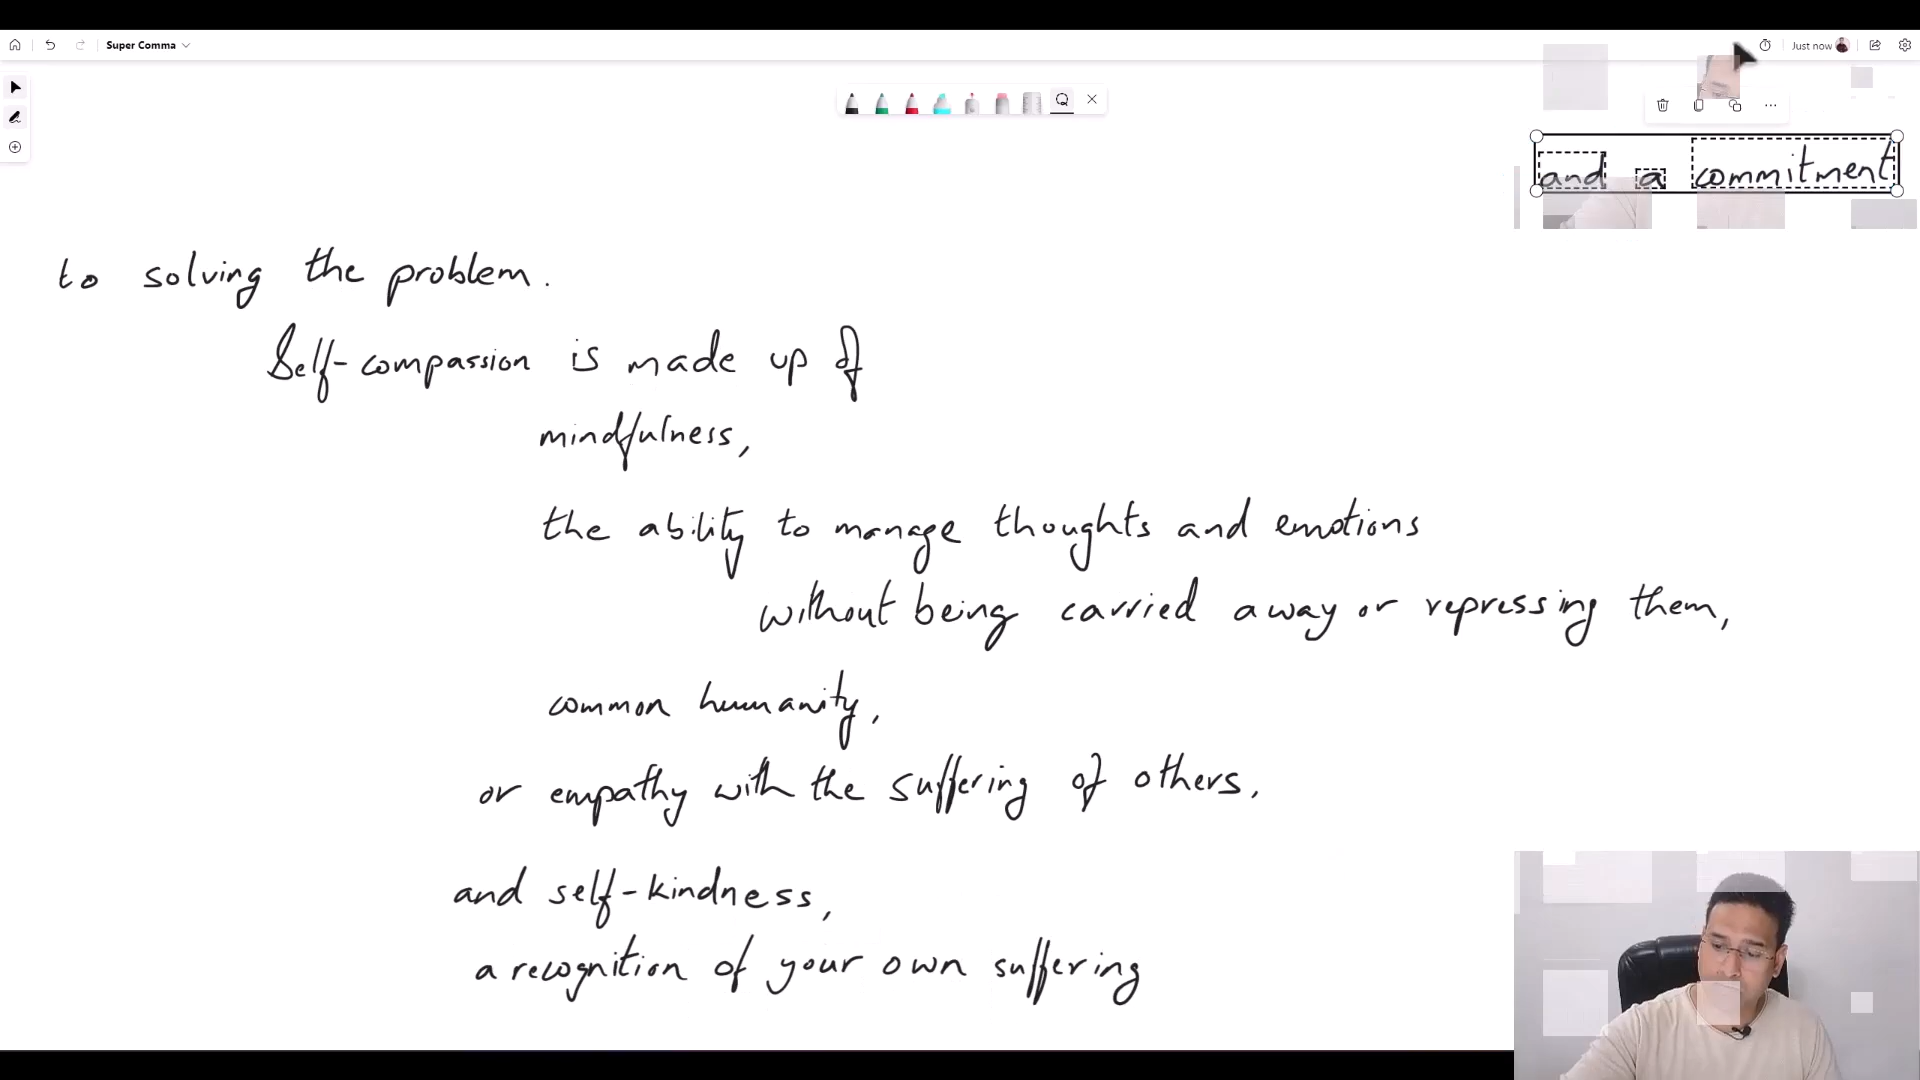 Super Comma
Just now
and a commitment
to solving the problem.
Self-compassion is made up of
mindfulness,
the ability to manage thoughts and emotions
without being carried away or repressing them,
common humanity,
or empathy with the suffering of others,
and self-kindness,
a recognition of your own suffering